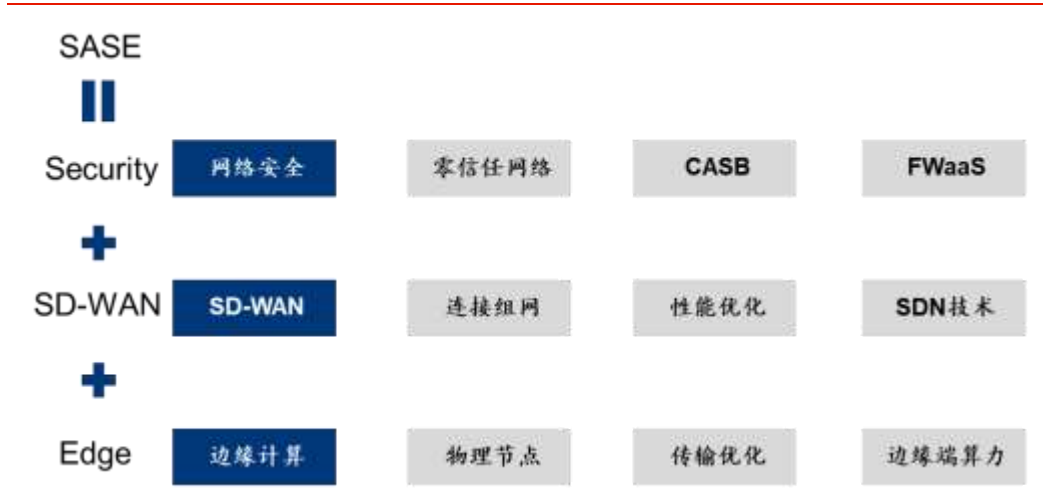 SASE
Security 网络安全 零信任网络 CASB FWaaS
SD-WAN SD-WAN 连接组网 性能优化 SDN技术
Edge 边缘计算 物理节点 传输优化 边缘端算力